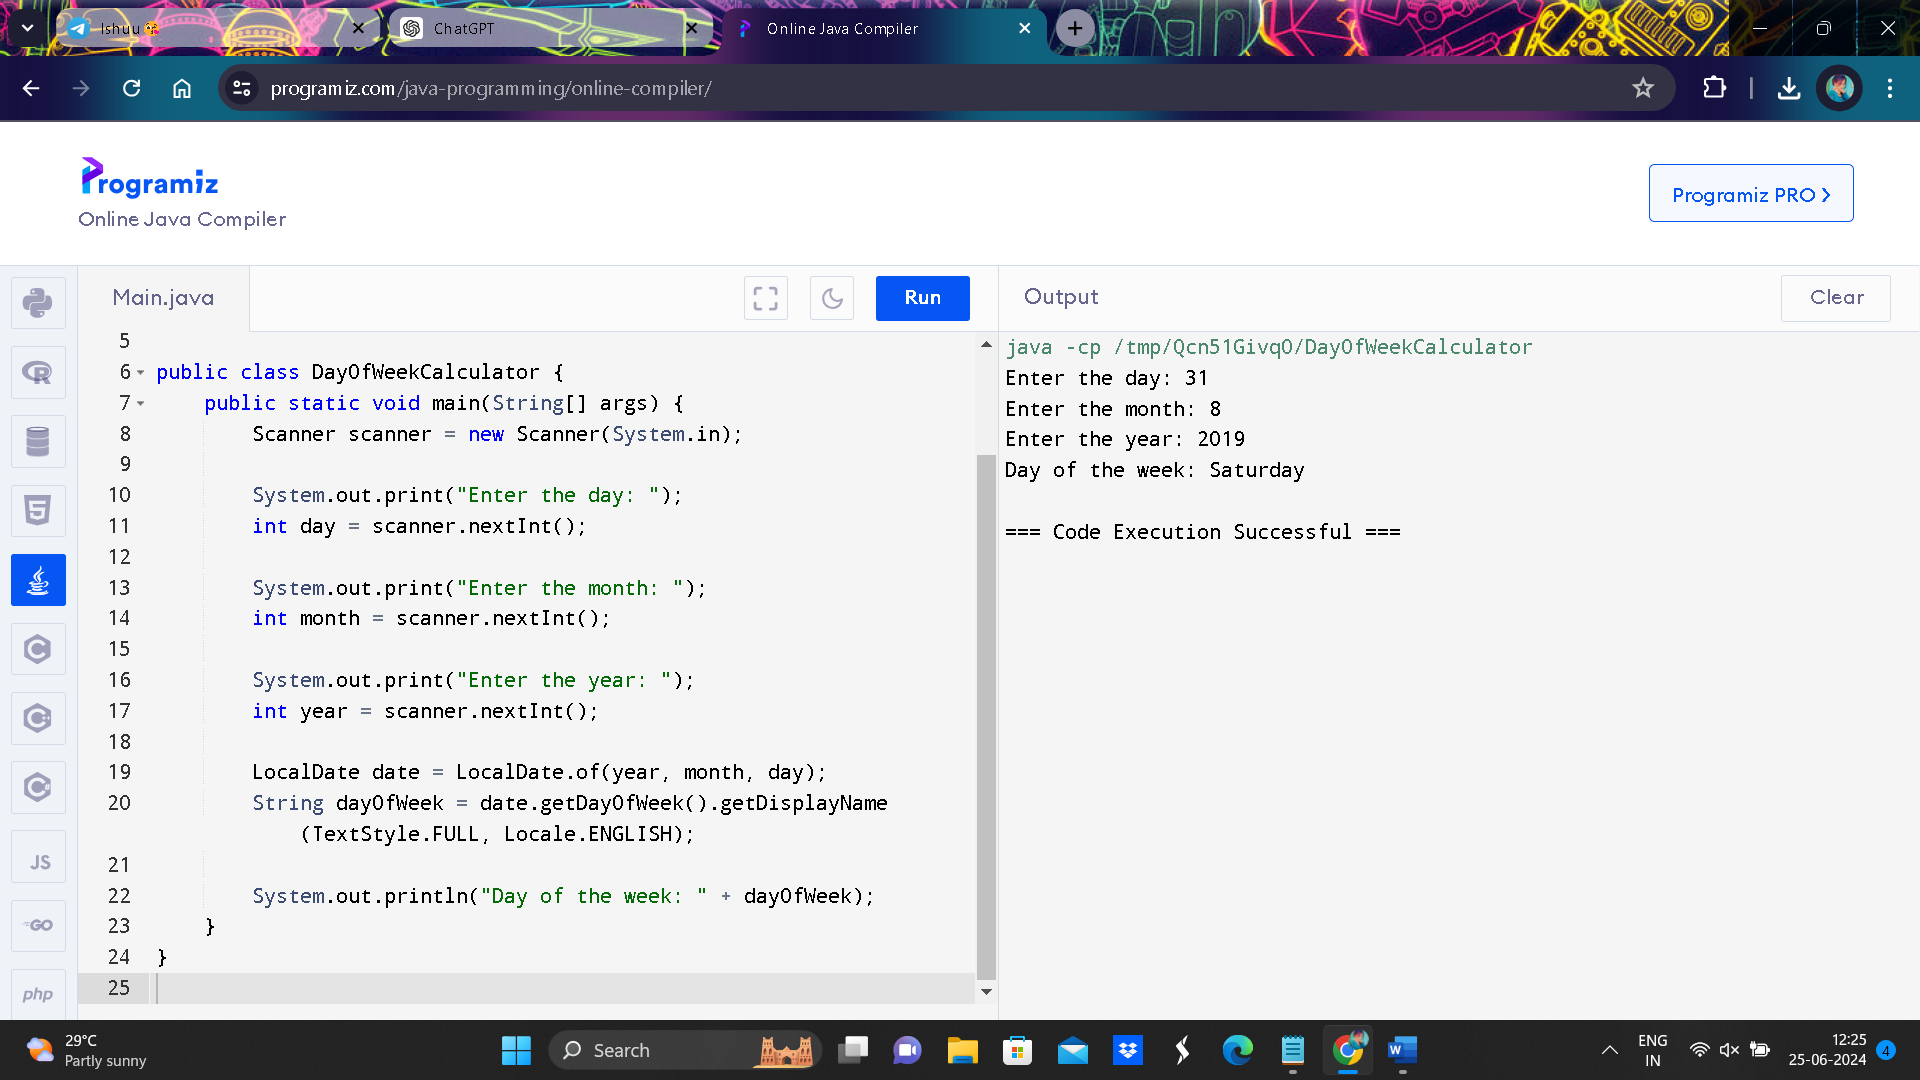 Ishuu
ChatGPT
Online Java Compiler
programiz.com/java-programming/online-compiler/
Programiz
Online Java Compiler
Programiz PRO
Main.java
Run
Output
Clear
5
6 public class DayOfWeekCalculator {
7 public static void main(String[] args) {
8 Scanner scanner = new Scanner(System.in);
9
10 System.out.print("Enter the day: ");
11 int day = scanner.nextInt();
12
13 System.out.print("Enter the month: ");
14 int month = scanner.nextInt();
15
16 System.out.print("Enter the year: ");
17 int year = scanner.nextInt();
18
19 LocalDate date = LocalDate.of(year, month, day);
20 String dayOfWeek = date.getDayOfWeek().getDisplayName
(TextStyle.FULL, Locale.ENGLISH);
21
22 System.out.println("Day of the week: " + dayOfWeek);
23 }
24 }
25
java -cp /tmp/Qcn51GivqO/DayOfWeekCalculator
Enter the day: 31
Enter the month: 8
Enter the year: 2019
Day of the week: Saturday
=== Code Execution Successful ===
R
5
C
C
C
JS
GO
php
29°C
Partly sunny
Search
W
ENG
IN
12:25
25-06-2024
4